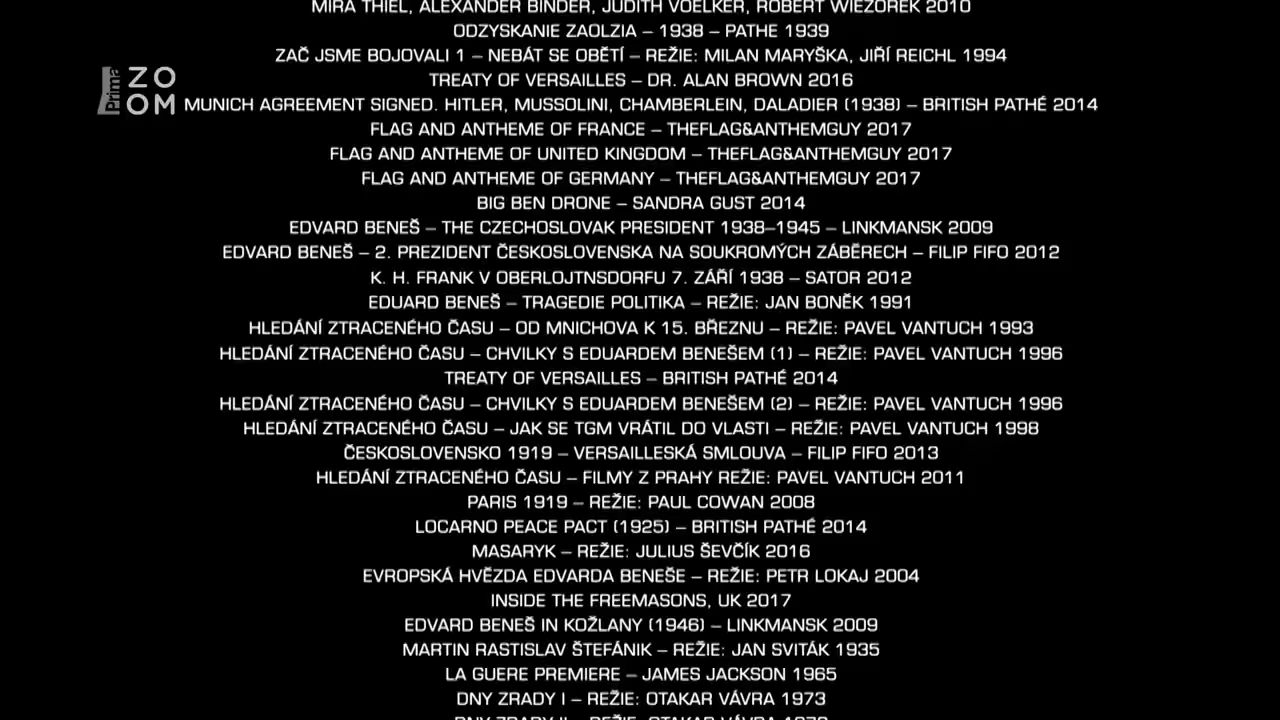 MIRA THIEL, ALEXANDER BINDER, JUDITH VOELKER, ROBERT WIEZOREK 2010
ODZYSKANIE ZAOLZIA – 1938 – PATHE 1939
ZAČ JSME BOJOVALI 1 – NEBÁT SE OBĚTÍ – REŽIE: MILAN MARYŠKA, JIŘÍ REICHL 1994
TREATY OF VERSAILLES – DR. ALAN BROWN 2016
Prima
ZO
OM
MUNICH AGREEMENT SIGNED. HITLER, MUSSOLINI, CHAMBERLEIN, DALADIER (1938) – BRITISH PATHÉ 2014
FLAG AND ANTHEME OF FRANCE – THEFLAG&ANTHEMGUY 2017
FLAG AND ANTHEME OF UNITED KINGDOM – THEFLAG&ANTHEMGUY 2017
FLAG AND ANTHEME OF GERMANY – THEFLAG&ANTHEMGUY 2017
BIG BEN DRONE – SANDRA GUST 2014
EDVARD BENEŠ – THE CZECHOSLOVAK PRESIDENT 1938–1945 – LINKMANSK 2009
EDVARD BENEŠ – 2. PREZIDENT ČESKOSLOVENSKA NA SOUKROMÝCH ZÁBĚRECH – FILIP FIFO 2012
K. H. FRANK V OBERLOJTNSDORFU 7. ZÁŘÍ 1938 – SATOR 2012
EDUARD BENEŠ – TRAGEDIE POLITIKA – REŽIE: JAN BONĚK 1991
HLEDÁNÍ ZTRACENÉHO ČASU – OD MNICHOVA K 15. BŘEZNU – REŽIE: PAVEL VANTUCH 1993
HLEDÁNÍ ZTRACENÉHO ČASU – CHVILKY S EDUARDEM BENEŠEM (1) – REŽIE: PAVEL VANTUCH 1996
TREATY OF VERSAILLES – BRITISH PATHÉ 2014
HLEDÁNÍ ZTRACENÉHO ČASU – CHVILKY S EDUARDEM BENEŠEM (2) – REŽIE: PAVEL VANTUCH 1996
HLEDÁNÍ ZTRACENÉHO ČASU – JAK SE TGM VRÁTIL DO VLASTI – REŽIE: PAVEL VANTUCH 1998
ČESKOSLOVENSKO 1919 – VERSAILLESKÁ SMLOUVA – FILIP FIFO 2013
HLEDÁNÍ ZTRACENÉHO ČASU – FILMY Z PRAHY REŽIE: PAVEL VANTUCH 2011
PARIS 1919 – REŽIE: PAUL COWAN 2008
LOCARNO PEACE PACT (1925) – BRITISH PATHÉ 2014
MASARYK – REŽIE: JULIUS ŠEVČÍK 2016
EVROPSKÁ HVĚZDA EDVARDA BENEŠE – REŽIE: PETR LOKAJ 2004
INSIDE THE FREEMASONS, UK 2017
EDVARD BENEŠ IN KOŽLANY (1946) – LINKMANSK 2009
MARTIN RASTISLAV ŠTEFÁNIK – REŽIE: JAN SVITÁK 1935
LA GUERE PREMIERE – JAMES JACKSON 1965
DNY ZRADY I – REŽIE: OTAKAR VÁVRA 1973
DNY ZRADY II – REŽIE: OTAKAR VÁVRA 1973